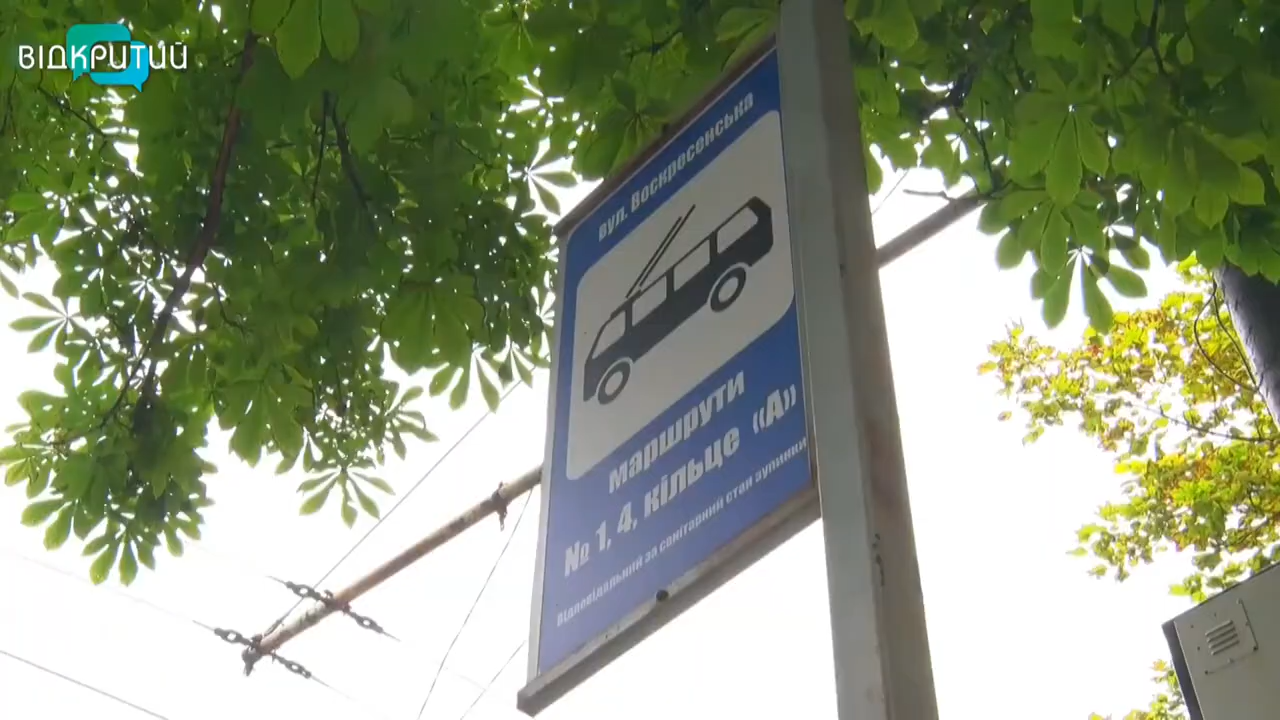 ВІДКРИТИЙ
вул. Воскресенська
маршрути
№ 1, 4, кільце «А»
Відповідальний за санітарний стан зупинки